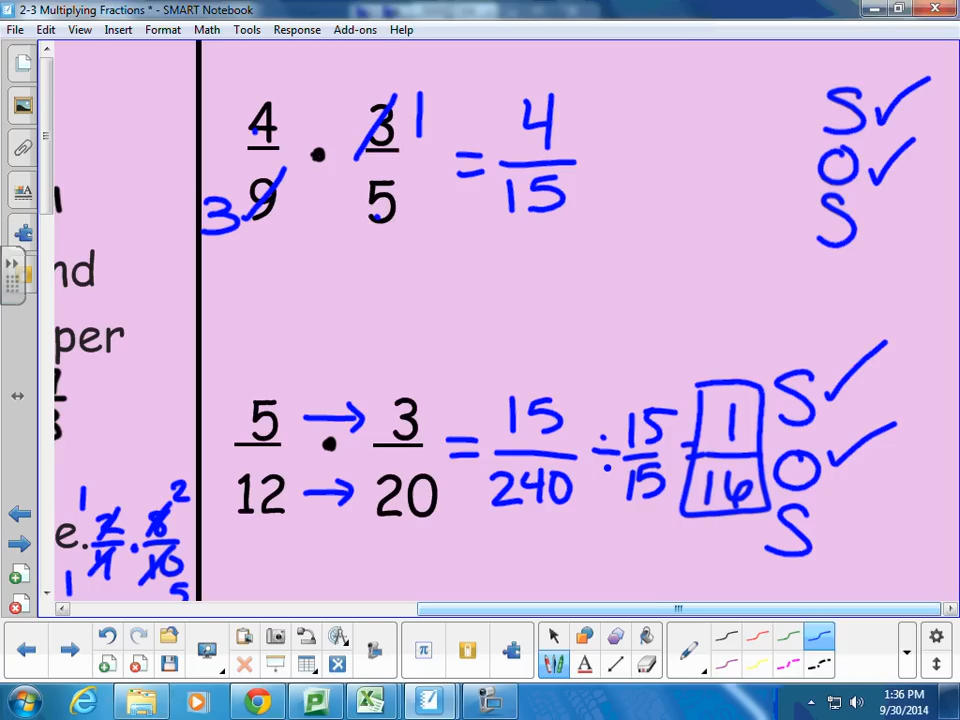 2-3 Multiplying Fractions * - SMART Notebook
File Edit View Insert Format Math Tools Response Add-ons Help
4/9 · 3/5 = 4/15
3 1
S ✓
O ✓
S
nd
per
5/12 → · → 3/20 = 15/240 ÷ 15/15 = 1/16
S ✓
O ✓
S
1 2
e. 2/4 · 8/10
1 5
π
1:36 PM
9/30/2014